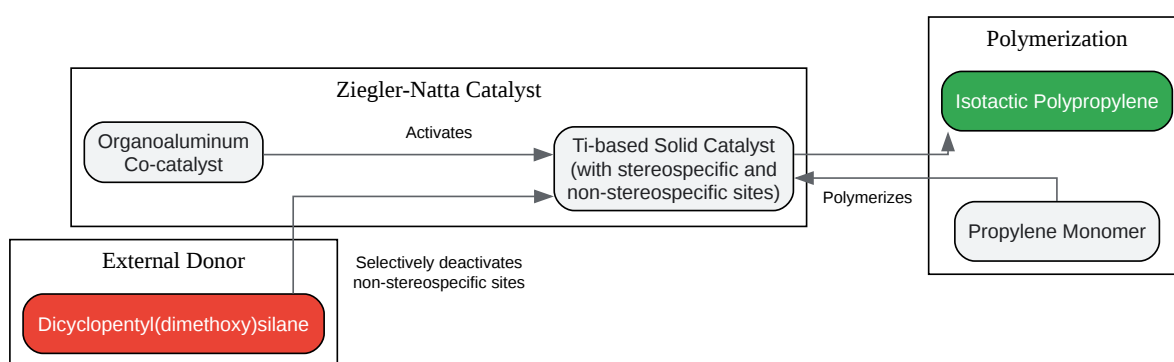 Polymerization
Isotactic Polypropylene
Propylene Monomer
Ziegler-Natta Catalyst
Organoaluminum
Co-catalyst
Activates
Ti-based Solid Catalyst
(with stereospecific and
non-stereospecific sites)
Polymerizes
External Donor
Dicyclopentyl(dimethoxy)silane
Selectively deactivates
non-stereospecific sites